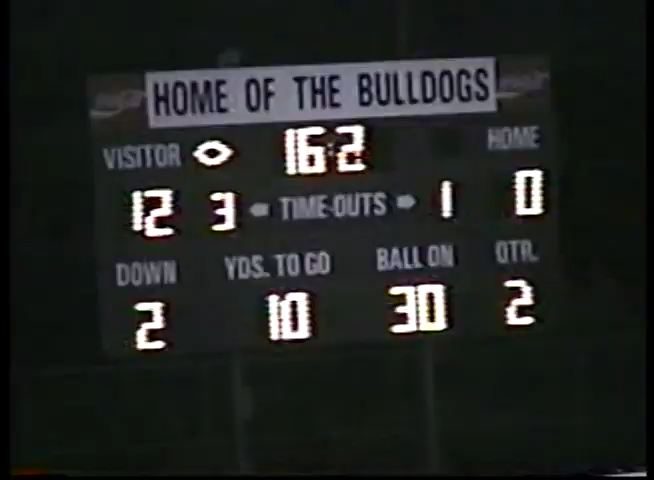 HOME OF THE BULLDOGS
VISITOR 16:2 HOME
12 3 TIME-OUTS 1 0
DOWN YDS. TO GO BALL ON QTR.
2 10 30 2